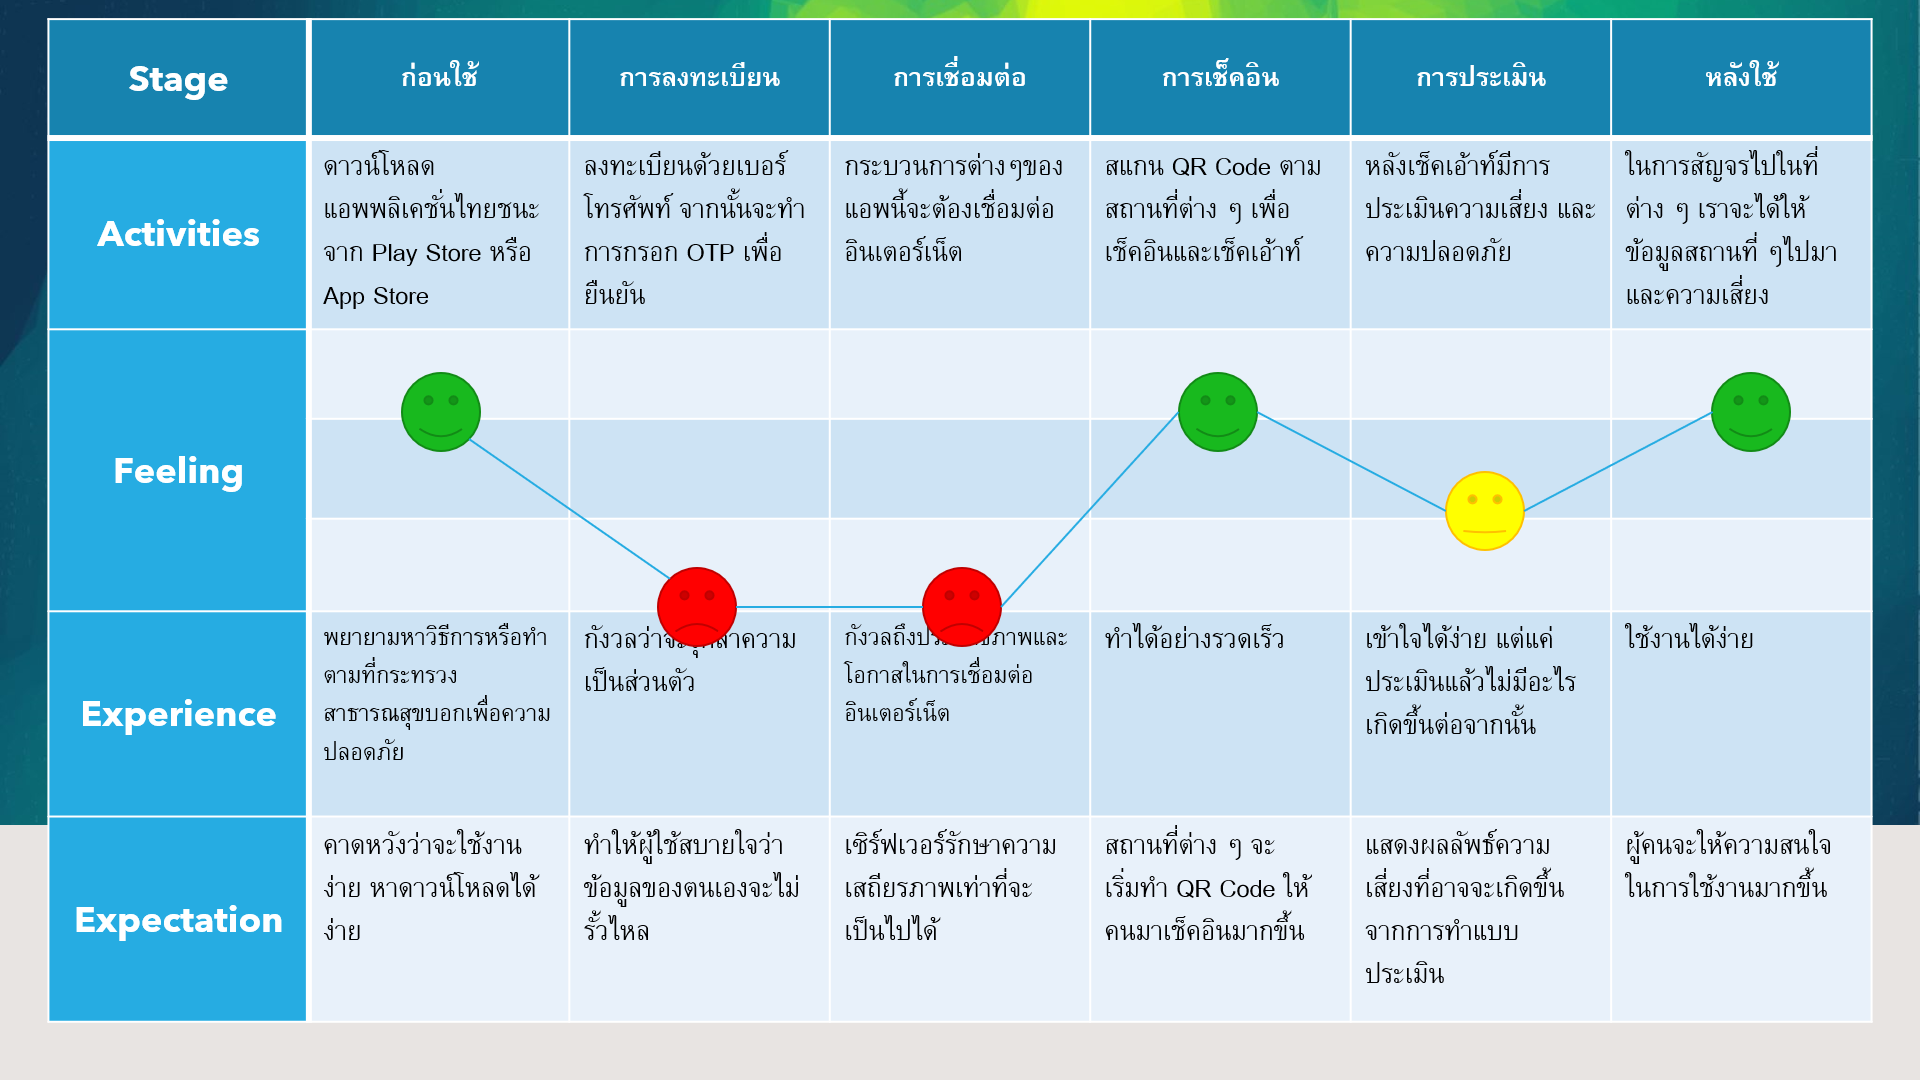 Stage
ก่อนใช้
การลงทะเบียน
การเชื่อมต่อ
การเช็คอิน
การประเมิน
หลังใช้
Activities
ดาวน์โหลด
แอพพลิเคชั่นไทยชนะ
จาก Play Store หรือ
App Store
ลงทะเบียนด้วยเบอร์
โทรศัพท์ จากนั้นจะทำ
การกรอก OTP เพื่อ
ยืนยัน
กระบวนการต่างๆของ
แอพนี้จะต้องเชื่อมต่อ
อินเตอร์เน็ต
สแกน QR Code ตาม
สถานที่ต่าง ๆ เพื่อ
เช็คอินและเช็คเอ้าท์
หลังเช็คเอ้าท์มีการ
ประเมินความเสี่ยง และ
ความปลอดภัย
ในการสัญจรไปในที่
ต่าง ๆ เราจะได้ให้
ข้อมูลสถานที่ ๆไปมา
และความเสี่ยง
Feeling
Experience
พยายามหาวิธีการหรือทำ
ตามที่กระทรวง
สาธารณสุขบอกเพื่อความ
ปลอดภัย
กังวลว่าจะ ความ
เป็นส่วนตัว
กังวลถึง ภาพและ
โอกาสในการเชื่อมต่อ
อินเตอร์เน็ต
ทำได้อย่างรวดเร็ว
เข้าใจได้ง่าย แต่แค่
ประเมินแล้วไม่มีอะไร
เกิดขึ้นต่อจากนั้น
ใช้งานได้ง่าย
Expectation
คาดหวังว่าจะใช้งาน
ง่าย หาดาวน์โหลดได้
ง่าย
ทำให้ผู้ใช้สบายใจว่า
ข้อมูลของตนเองจะไม่
รั้วไหล
เซิร์ฟเวอร์รักษาความ
เสถียรภาพเท่าที่จะ
เป็นไปได้
สถานที่ต่าง ๆ จะ
เริ่มทำ QR Code ให้
คนมาเช็คอินมากขึ้น
แสดงผลลัพธ์ความ
เสี่ยงที่อาจจะเกิดขึ้น
จากการทำแบบ
ประเมิน
ผู้คนจะให้ความสนใจ
ในการใช้งานมากขึ้น